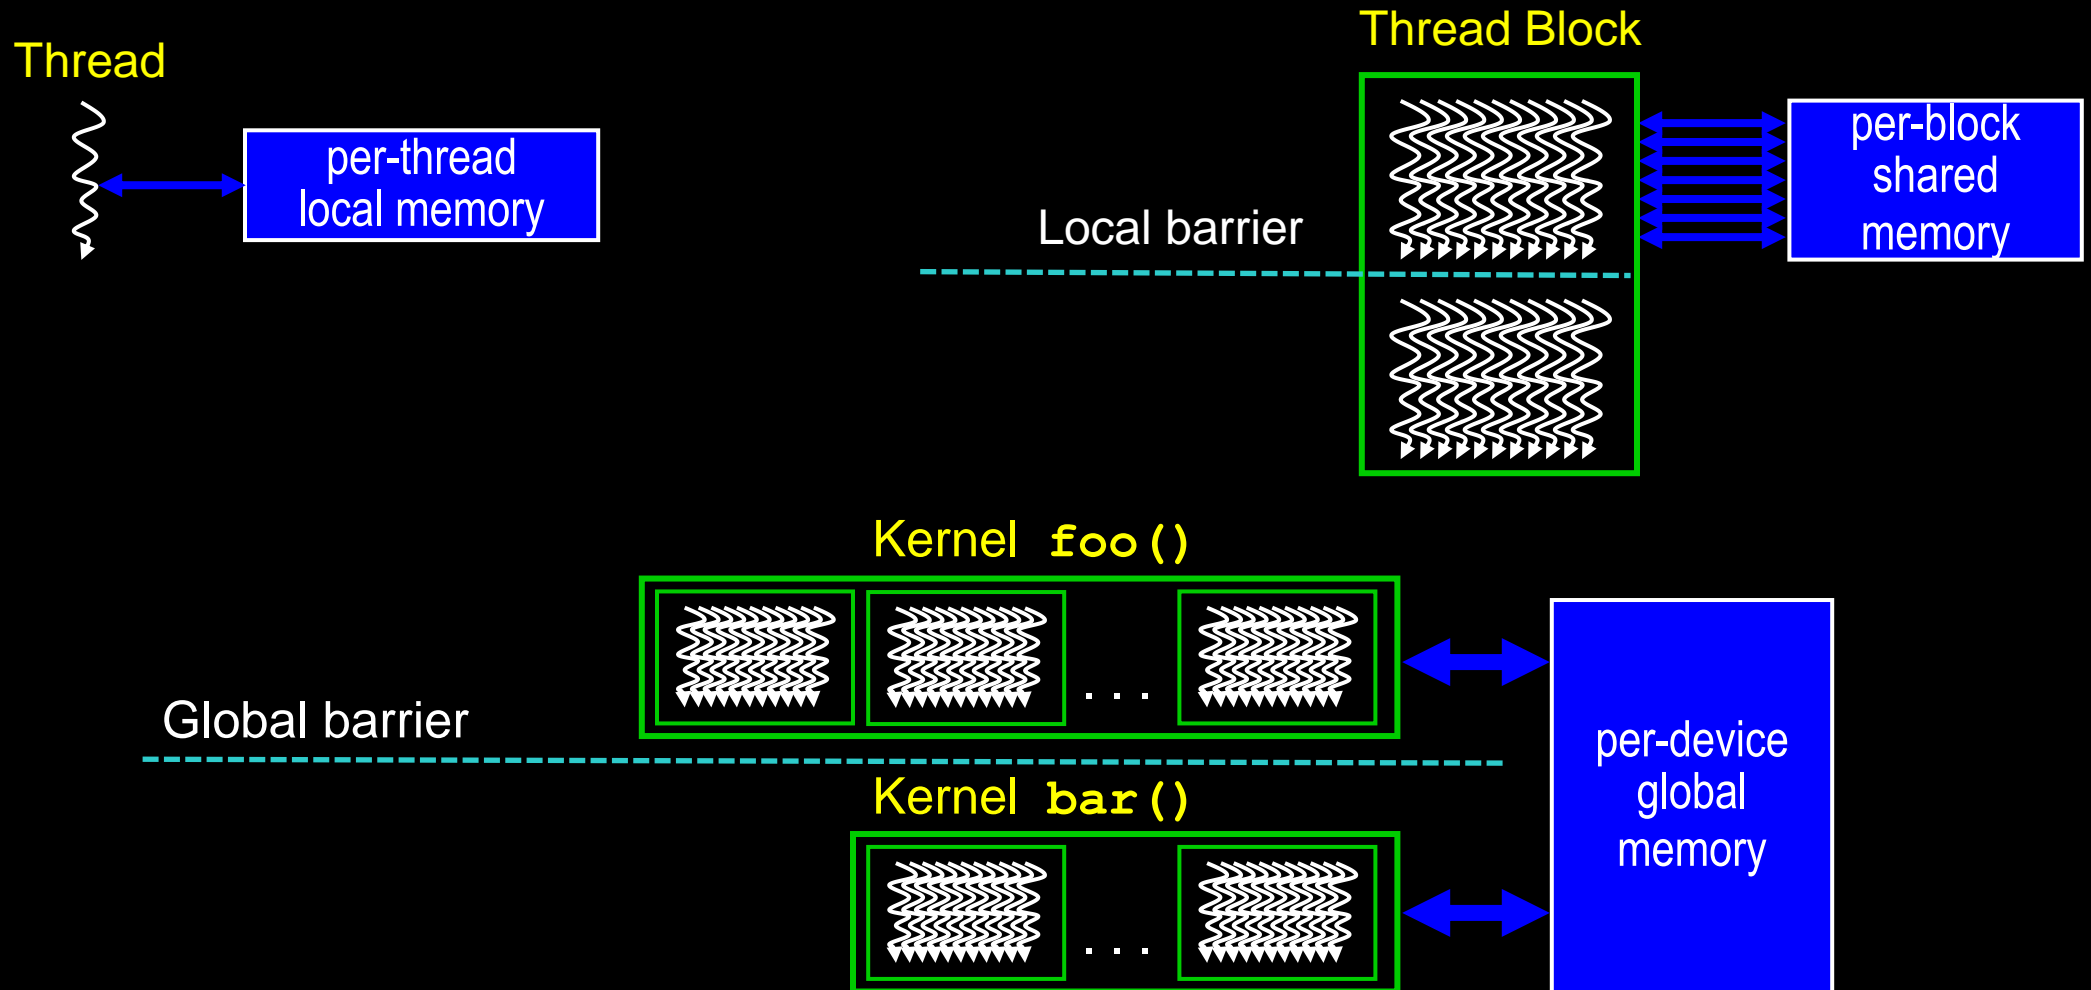 Thread
per-thread
local memory
Thread Block
per-block
shared
memory
Local barrier
Kernel foo()
. . .
Global barrier
per-device
global
memory
Kernel bar()
. . .